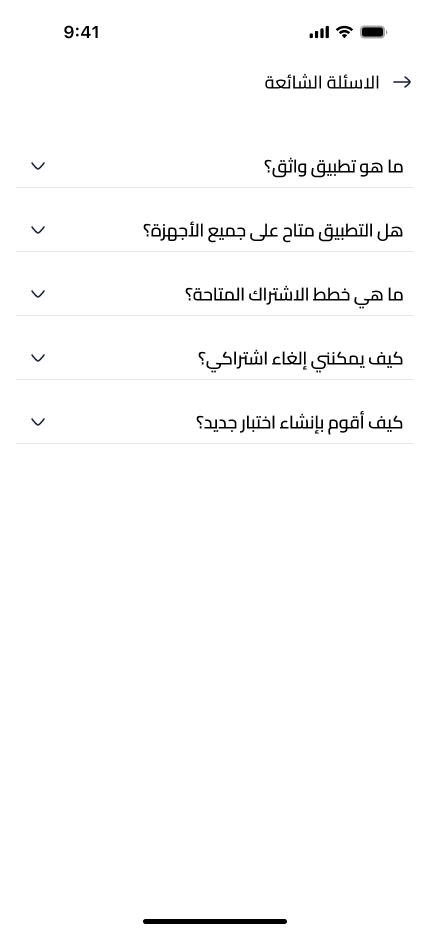 9:41
الاسئلة الشائعة
ما هو تطبيق واثق؟
هل التطبيق متاح على جميع الأجهزة؟
ما هي خطط الاشتراك المتاحة؟
كيف يمكنني إلغاء اشتراكي؟
كيف أقوم بإنشاء اختبار جديد؟